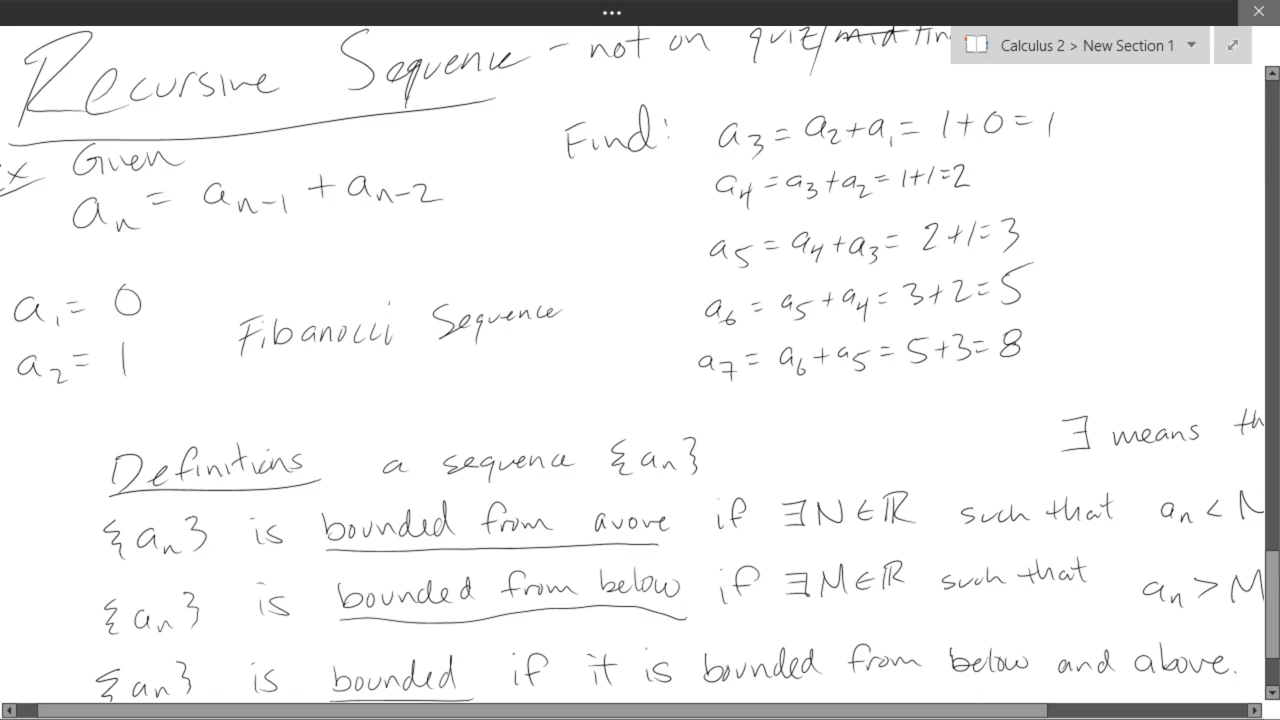 Calculus 2 > New Section 1
Recursive Sequence - not on quiz/mid
Ex Given
aₙ = aₙ₋₁ + aₙ₋₂
a₁ = 0
a₂ = 1
Fibanocci Sequence
Find: a₃ = a₂ + a₁ = 1 + 0 = 1
a₄ = a₃ + a₂ = 1 + 1 = 2
a₅ = a₄ + a₃ = 2 + 1 = 3
a₆ = a₅ + a₄ = 3 + 2 = 5
a₇ = a₆ + a₅ = 5 + 3 = 8
∃ means
Definitions a sequence {aₙ}
{aₙ} is bounded from avove if ∃ N ∈ ℝ such that aₙ < N
{aₙ} is bounded from below if ∃ M ∈ ℝ such that aₙ > M
{aₙ} is bounded if it is bounded from below and above.